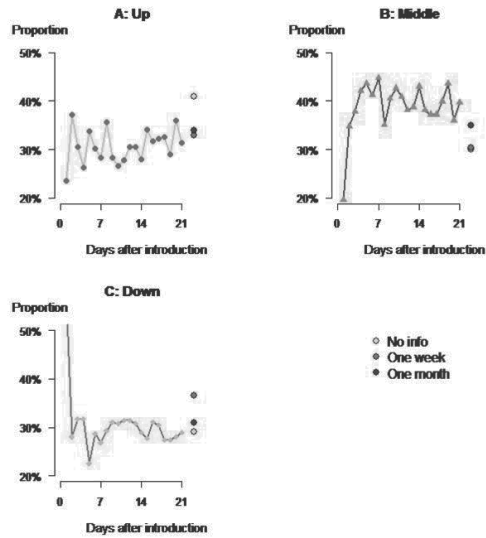 A: Up
Proportion
50%
40%
30%
20%
0 7 14 21
Days after introduction
B: Middle
Proportion
50%
40%
30%
20%
0 7 14 21
Days after introduction
C: Down
Proportion
50%
40%
30%
20%
0 7 14 21
Days after introduction
No info
One week
One month